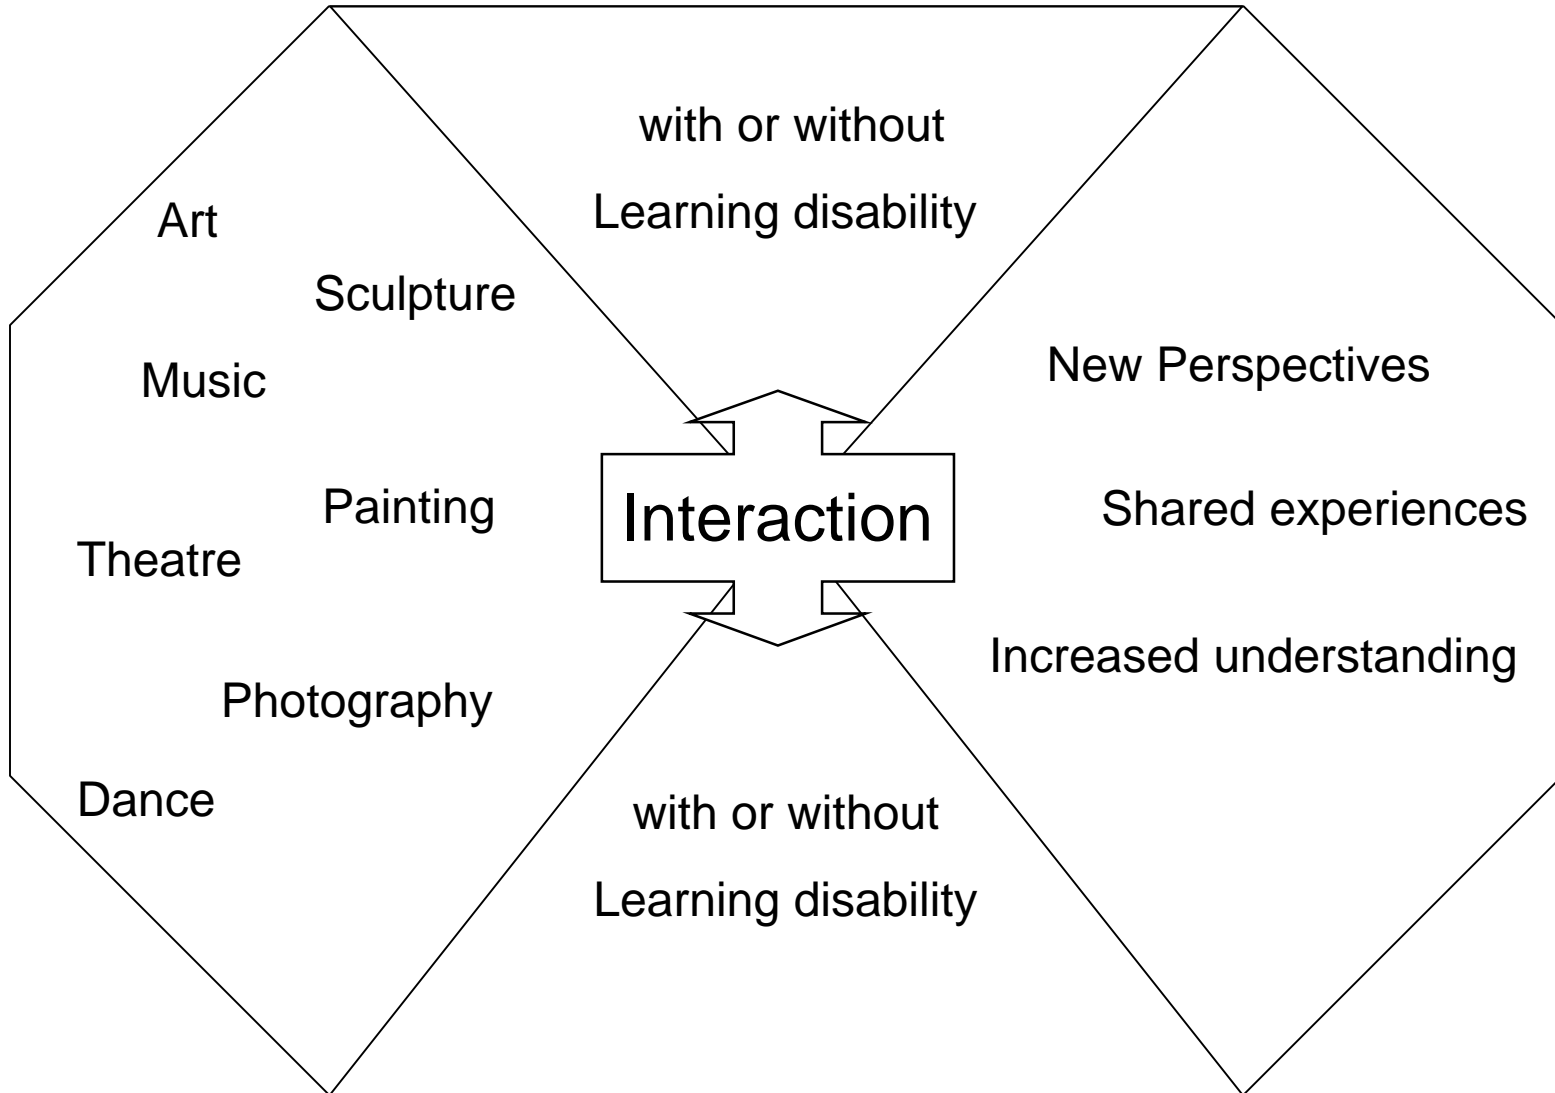 with or without
Learning disability
Art
Sculpture
Music
Painting
Theatre
Photography
Dance
Interaction
New Perspectives
Shared experiences
Increased understanding
with or without
Learning disability